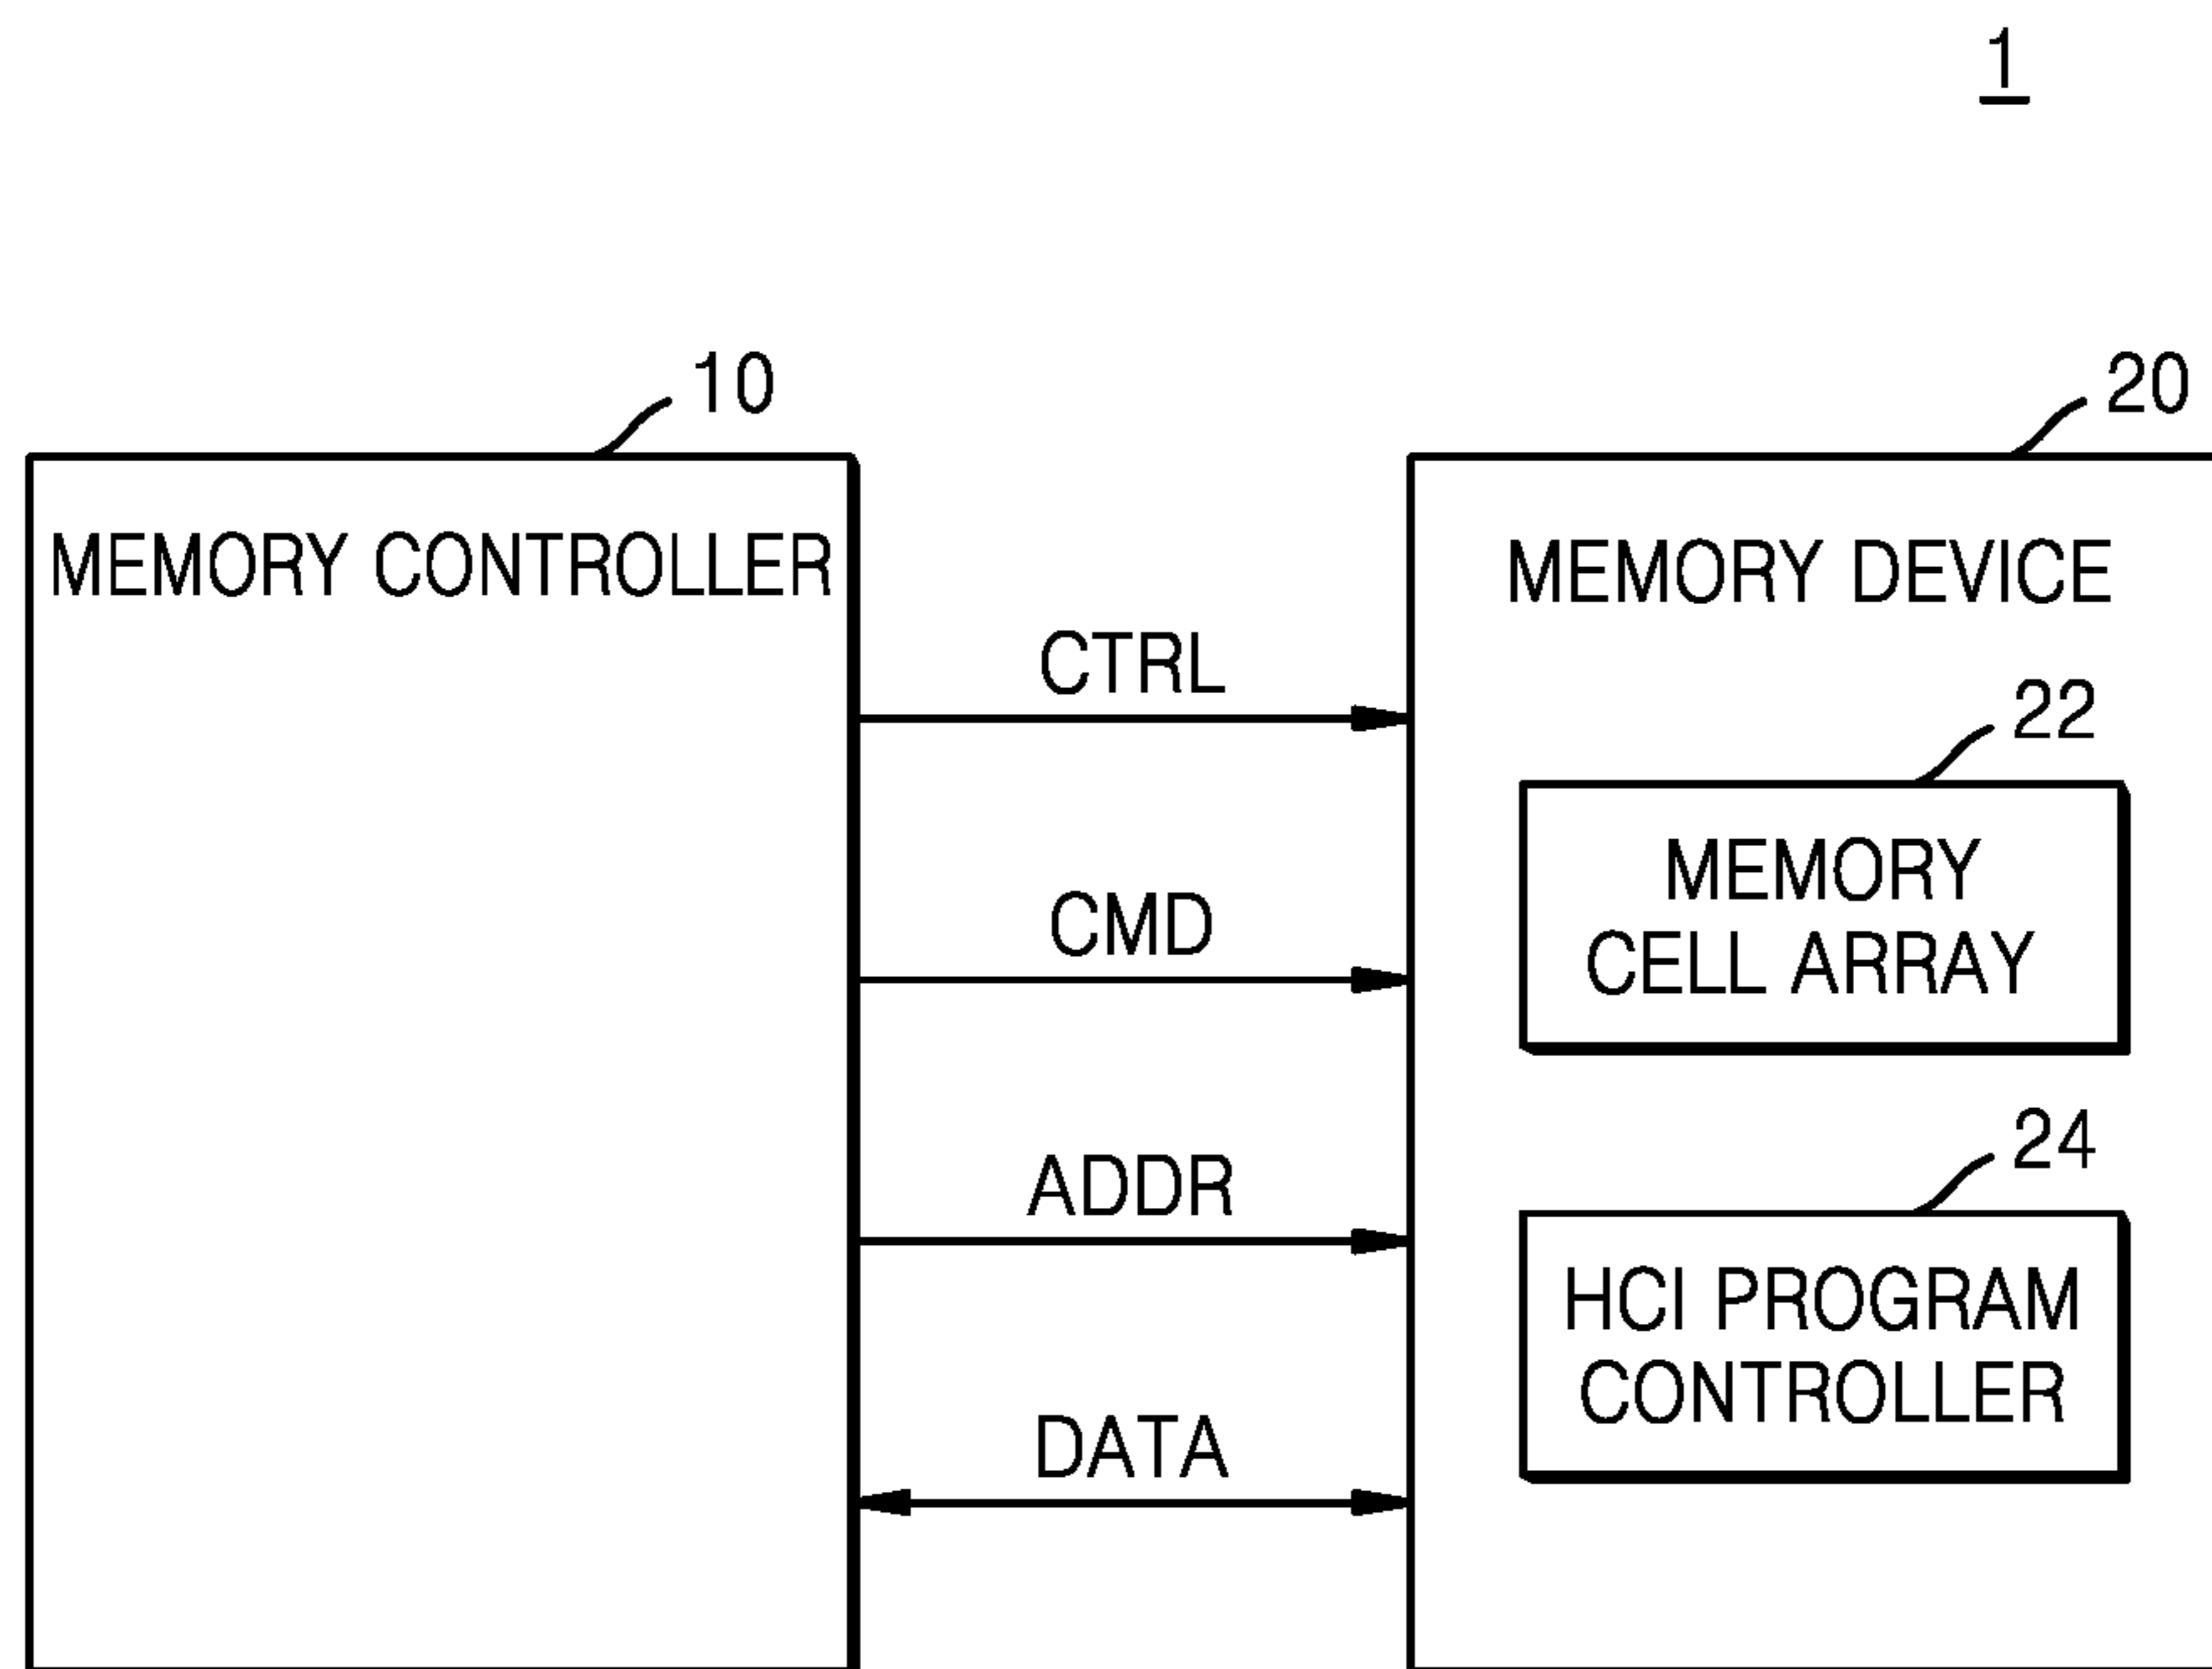 1
10
20
MEMORY CONTROLLER
MEMORY DEVICE
CTRL
22
MEMORY
CELL ARRAY
CMD
24
ADDR
HCI PROGRAM
CONTROLLER
DATA